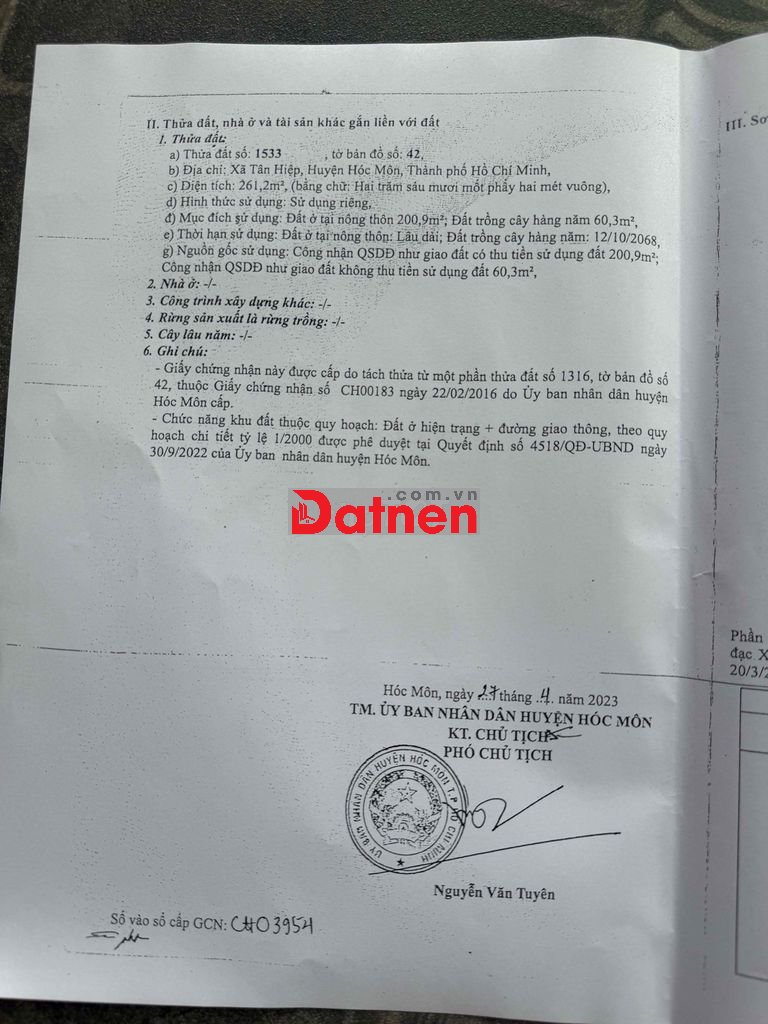 II. Thửa đất, nhà ở và tài sản khác gắn liền với đất
1. Thửa đất:
a) Thửa đất số: 1533 , tờ bản đồ số: 42,
b) Địa chỉ: Xã Tân Hiệp, Huyện Hóc Môn, Thành phố Hồ Chí Minh,
c) Diện tích: 261,2m², (bằng chữ: Hai trăm sáu mươi mốt phẩy hai mét vuông),
d) Hình thức sử dụng: Sử dụng riêng,
đ) Mục đích sử dụng: Đất ở tại nông thôn 200,9m²; Đất trồng cây hàng năm 60,3m²,
e) Thời hạn sử dụng: Đất ở tại nông thôn: Lâu dài; Đất trồng cây hàng năm: 12/10/2068,
g) Nguồn gốc sử dụng: Công nhận QSDĐ như giao đất có thu tiền sử dụng đất 200,9m²;
Công nhận QSDĐ như giao đất không thu tiền sử dụng đất 60,3m²,
2. Nhà ở: -/-
3. Công trình xây dựng khác: -/-
4. Rừng sản xuất là rừng trồng: -/-
5. Cây lâu năm: -/-
6. Ghi chú:
- Giấy chứng nhận này được cấp do tách thửa từ một phần thửa đất số 1316, tờ bản đồ số
42, thuộc Giấy chứng nhận số CH00183 ngày 22/02/2016 do Ủy ban nhân dân huyện
Hóc Môn cấp.
- Chức năng khu đất thuộc quy hoạch: Đất ở hiện trạng + đường giao thông, theo quy
hoạch chi tiết tỷ lệ 1/2000 được phê duyệt tại Quyết định số 4518/QĐ-UBND ngày
30/9/2022 của Ủy ban nhân dân huyện Hóc Môn.
.com.vn
Datnen
III. Sơ
Phần
đạc X
20/3/2
Hóc Môn, ngày 27 tháng 4 năm 2023
TM. ỦY BAN NHÂN DÂN HUYỆN HÓC MÔN
KT. CHỦ TỊCH
PHÓ CHỦ TỊCH
ỦY BAN NHÂN DÂN HUYỆN HÓC MÔN T.P HỒ CHÍ MINH
Nguyễn Văn Tuyên
Số vào sổ cấp GCN: CH03954